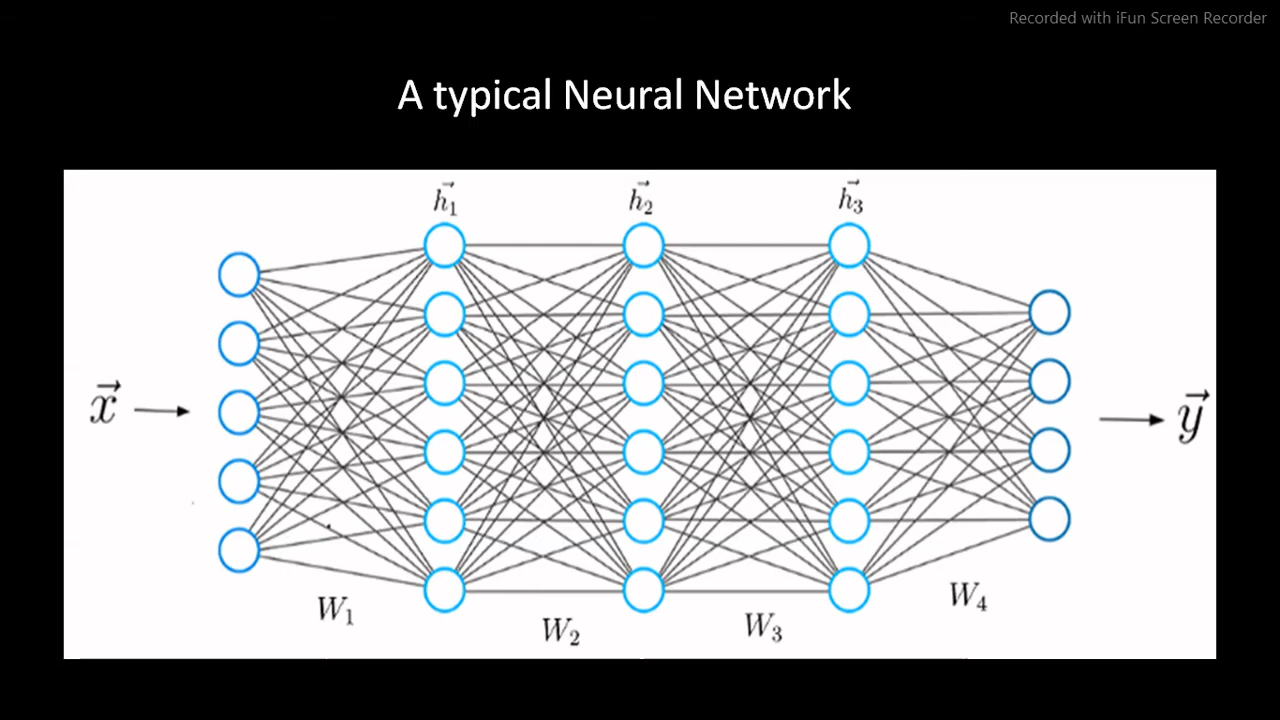 Recorded with iFun Screen Recorder
A typical Neural Network
h⃗₁ h⃗₂ h⃗₃
x⃗ y⃗
W₁ W₂ W₃ W₄